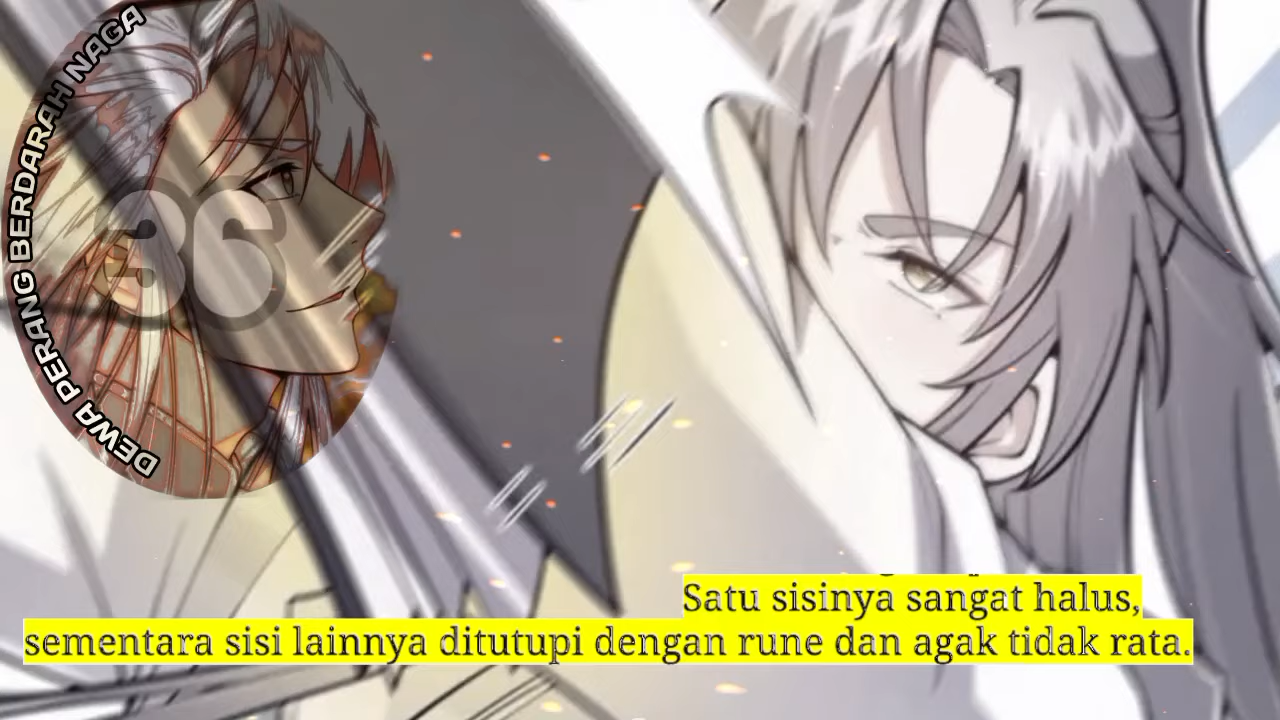 DEWA PERANG BERDARAH NAGA
36
Satu sisinya sangat halus,
sementara sisi lainnya ditutupi dengan rune dan agak tidak rata.